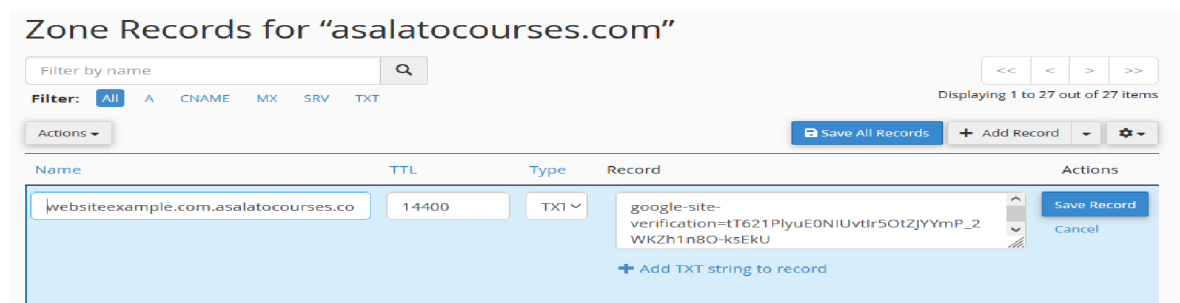 Zone Records for “asalatocourses.com”
Filter by name
<< < > >>
Filter: All A CNAME MX SRV TXT
Displaying 1 to 27 out of 27 items
Actions
Save All Records + Add Record
Name TTL Type Record Actions
websiteexample.com.asalatocourses.co 14400 TXT google-site-
verification=tT621PlyuE0NIUvtIr5OtZJYYmP_2
WKZh1n8O-ksEkU
Save Record
Cancel
+ Add TXT string to record